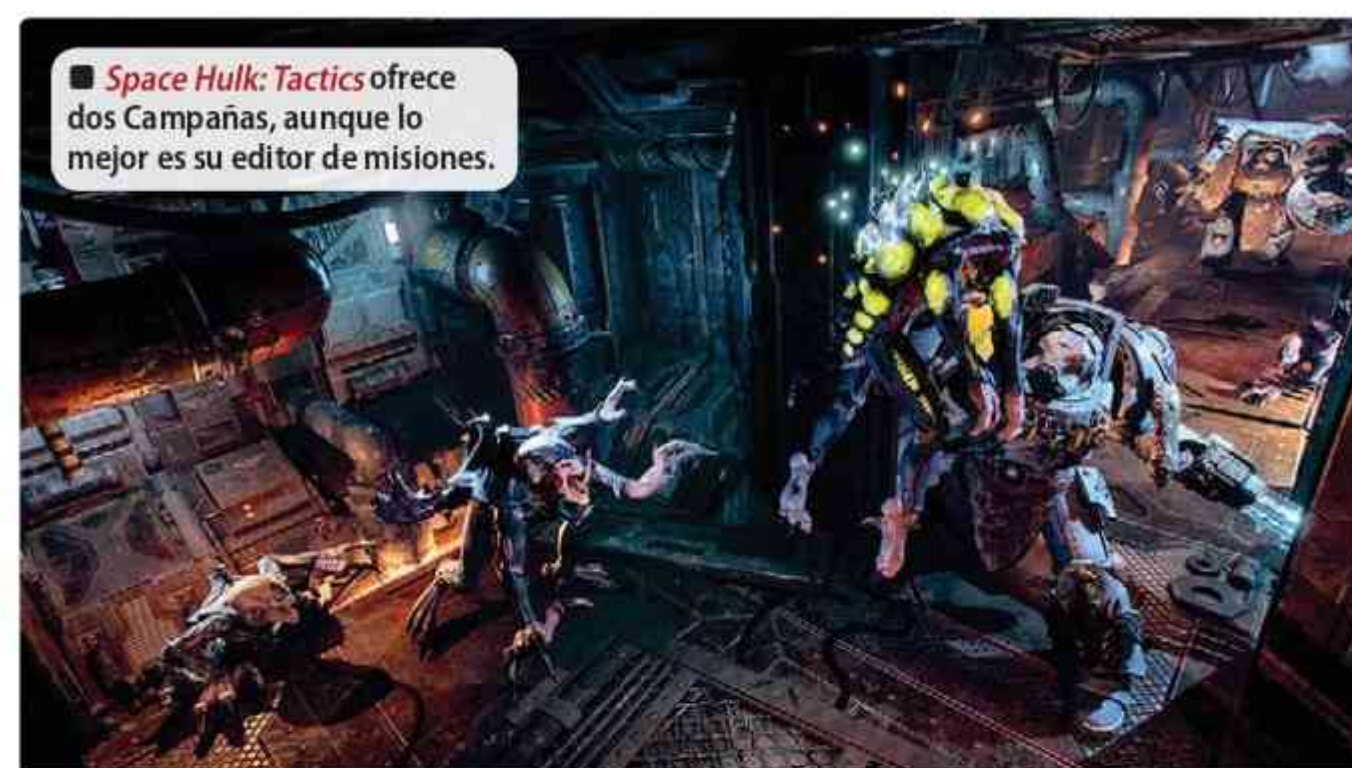 ■ Space Hulk: Tactics ofrece
dos Campañas, aunque lo
mejor es su editor de misiones.